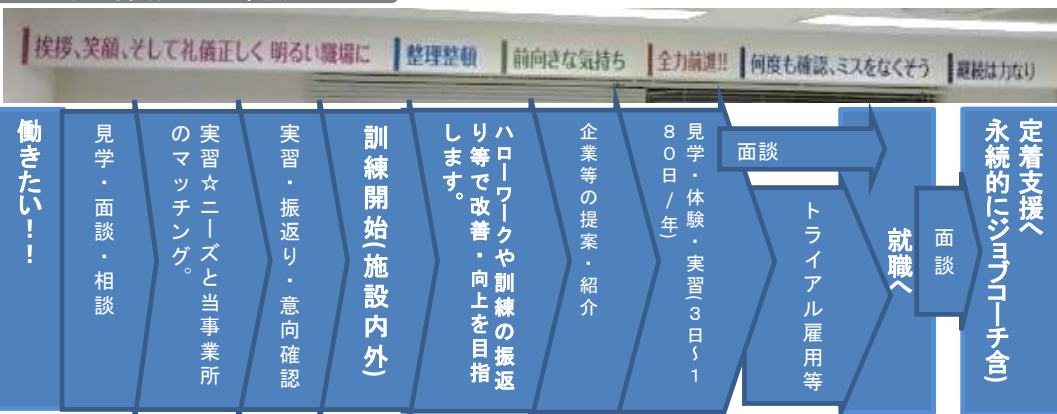 挨拶、笑顔、そして礼儀正しく 明るい職場に
整理整頓
前向きな気持ち
全力前進!!
何度も確認、ミスをなくそう
継続は力なり
働きたい！！
見学・面談・相談
実習☆ニーズと当事業所
のマッチング。
実習・振返り・意向確認
訓練開始(施設内外)
ハローワークや訓練の振返
り等で改善・向上を目指
します。
企業等の提案・紹介
見学・体験・実習(3日～1
80日/年)
面談
トライアル雇用等
就職へ
面談
定着支援へ
永続的にジョブコーチ含)